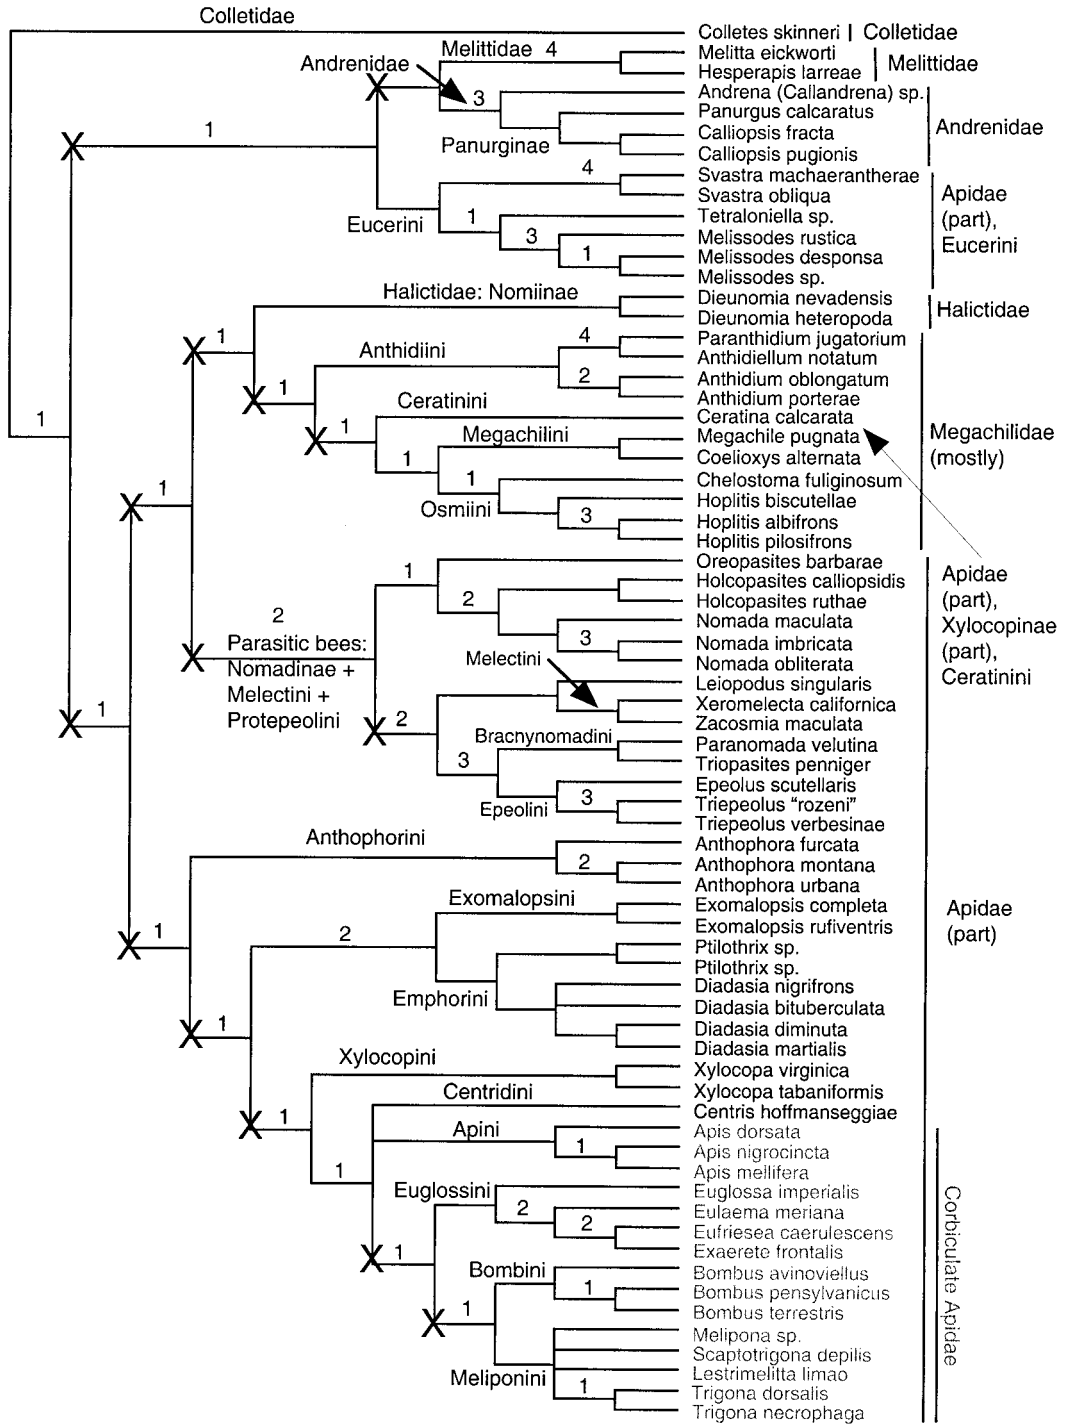 Colletidae
Colletes skinneri | Colletidae
Melittidae 4
Melitta eickworti
Melittidae
Hesperapis larreae
Andrenidae
3
Andrena (Callandrena) sp.
Panurgus calcaratus
Andrenidae
Panurginae
Calliopsis fracta
Calliopsis pugionis
1
4
Svastra machaerantherae
Svastra obliqua
Apidae
(part),
Eucerini
Eucerini
1
Tetraloniella sp.
3
Melissodes rustica
1
Melissodes desponsa
Melissodes sp.
Halictidae: Nomiinae
Dieunomia nevadensis
Dieunomia heteropoda
Halictidae
1
Anthidiini
4
Paranthidium jugatorium
Anthidiellum notatum
2
Anthidium oblongatum
Anthidium porterae
1
Ceratinini
Ceratina calcarata
1
Megachilini
Megachile pugnata
Coelioxys alternata
Megachilidae
(mostly)
1
1
Chelostoma fuliginosum
Osmiini
Hoplitis biscutellae
3
Hoplitis albifrons
Hoplitis pilosifrons
1
1
Oreopasites barbarae
Apidae
(part),
Xylocopinae
(part),
Ceratinini
1
2
Holcopasites calliopsidis
Holcopasites ruthae
Nomada maculata
3
Nomada imbricata
Nomada obliterata
2
Parasitic bees:
Nomadinae +
Melectini +
Protepeolini
Melectini
Leiopodus singularis
Xeromelecta californica
Zacosmia maculata
1
2
Brachynomadini
Paranomada velutina
Triopasites penniger
3
Epeolini
Epeolus scutellaris
3
Triepeolus “rozeni”
Triepeolus verbesinae
Anthophorini
Anthophora furcata
2
Anthophora montana
Anthophora urbana
1
Exomalopsini
Exomalopsis completa
Exomalopsis rufiventris
Apidae
(part)
2
Ptilothrix sp.
Ptilothrix sp.
Emphorini
Diadasia nigrifrons
Diadasia bituberculata
Diadasia diminuta
Diadasia martialis
1
Xylocopini
Xylocopa virginica
Xylocopa tabaniformis
1
Centridini
Centris hoffmanseggiae
Apini
Apis dorsata
1
Apis nigrocincta
Apis mellifera
1
Euglossini
Euglossa imperialis
2
Eulaema meriana
2
Eufriesea caerulescens
Exaerete frontalis
1
Bombini
Bombus avinoviellus
1
Bombus pensylvanicus
Bombus terrestris
1
Melipona sp.
Scaptotrigona depilis
Meliponini
Lestrimelitta limao
1
Trigona dorsalis
Trigona necrophaga
Corbiculate Apidae